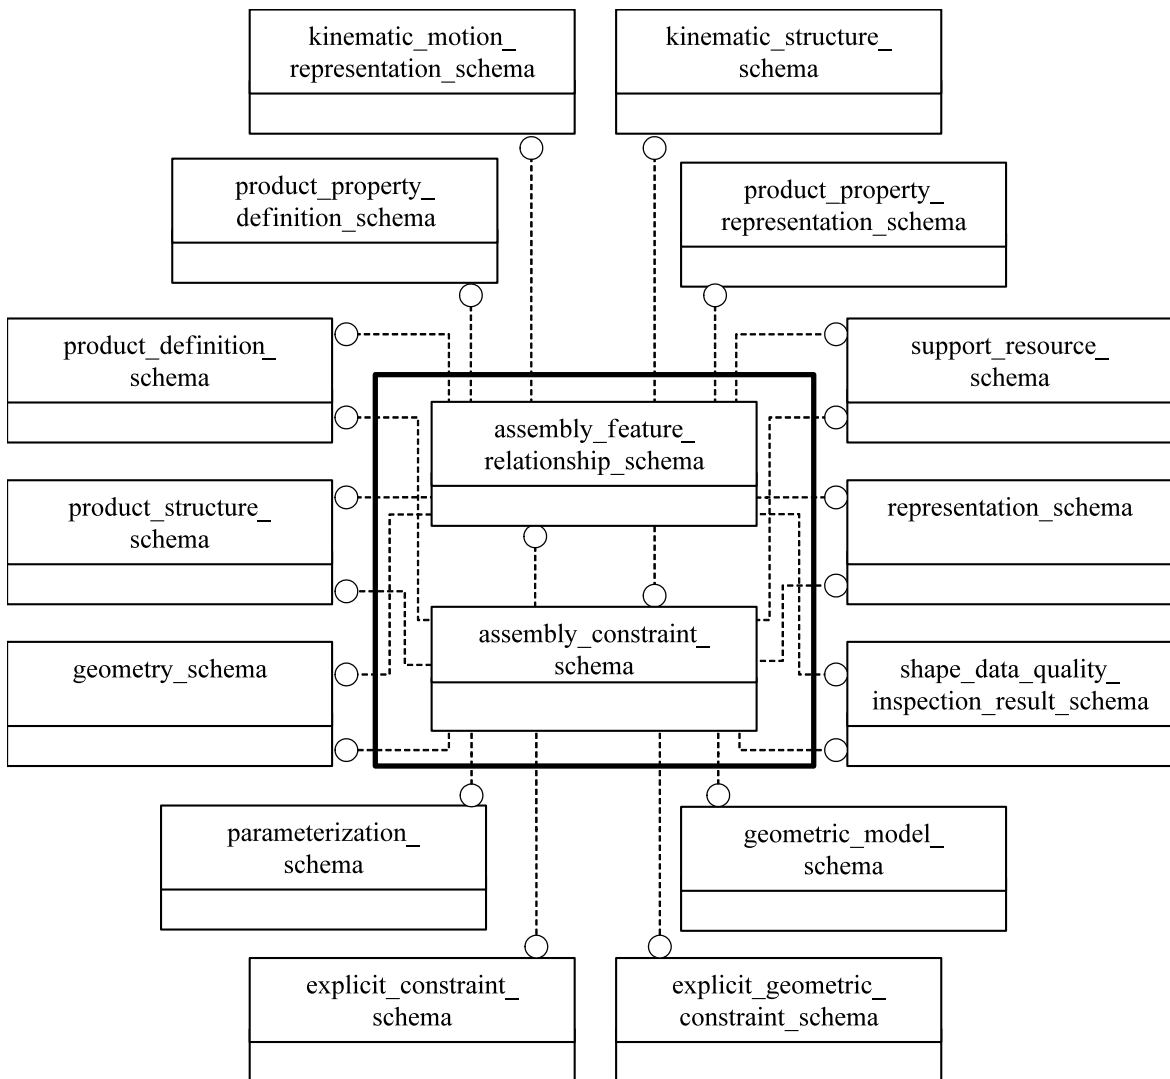 kinematic_motion_
representation_schema
kinematic_structure_
schema
product_property_
definition_schema
product_property_
representation_schema
product_definition_
schema
support_resource_
schema
assembly_feature_
relationship_schema
product_structure_
schema
representation_schema
assembly_constraint_
schema
geometry_schema
shape_data_quality_
inspection_result_schema
parameterization_
schema
geometric_model_
schema
explicit_constraint_
schema
explicit_geometric_
constraint_schema